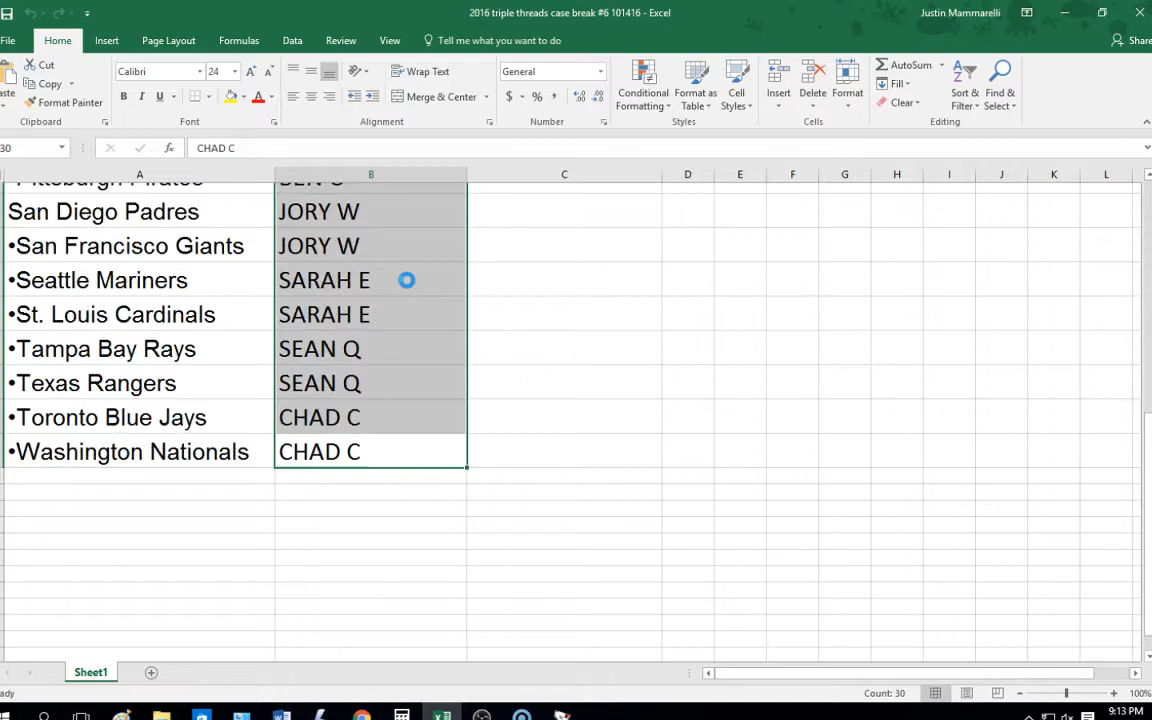 2016 triple threads case break #6 101416 - Excel
Justin Mammarelli
File Home Insert Page Layout Formulas Data Review View Tell me what you want to do Share
Cut
Copy
Format Painter
Clipboard
Calibri 24
B I U
Font
Wrap Text
Merge & Center
Alignment
General
$ % ,
Number
Conditional Formatting
Format as Table
Cell Styles
Styles
Insert
Delete
Format
Cells
AutoSum
Fill
Clear
Sort & Filter
Find & Select
Editing
30 fx CHAD C
A B C D E F G H I J K L
San Diego Padres JORY W
•San Francisco Giants JORY W
•Seattle Mariners SARAH E
•St. Louis Cardinals SARAH E
•Tampa Bay Rays SEAN Q
•Texas Rangers SEAN Q
•Toronto Blue Jays CHAD C
•Washington Nationals CHAD C
Sheet1
Count: 30
100%
9:13 PM